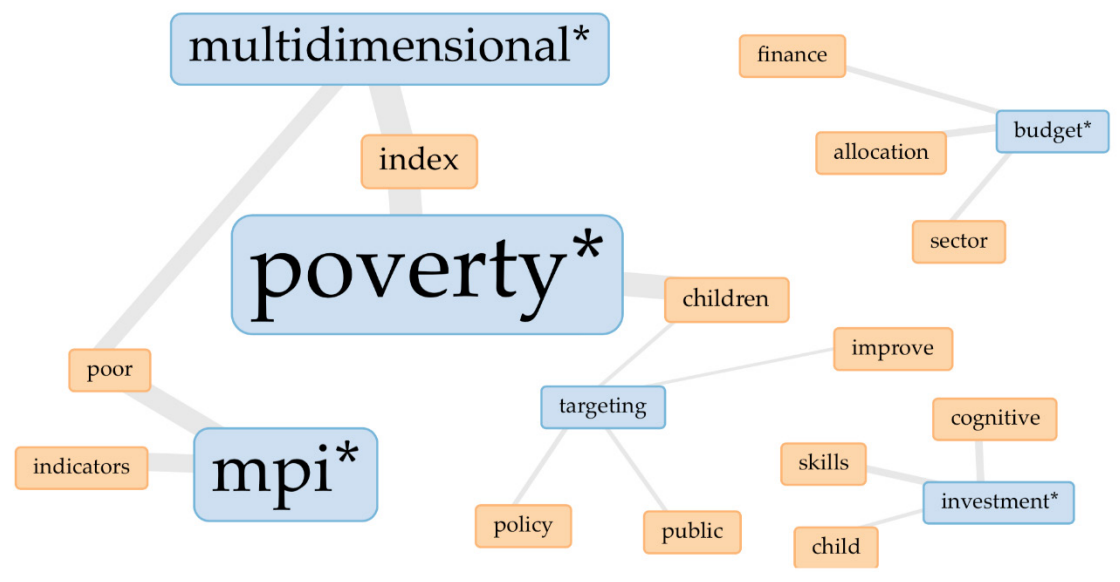 multidimensional*
finance
budget*
index
allocation
sector
poverty*
children
improve
poor
targeting
cognitive
indicators
mpi*
skills
investment*
policy
public
child